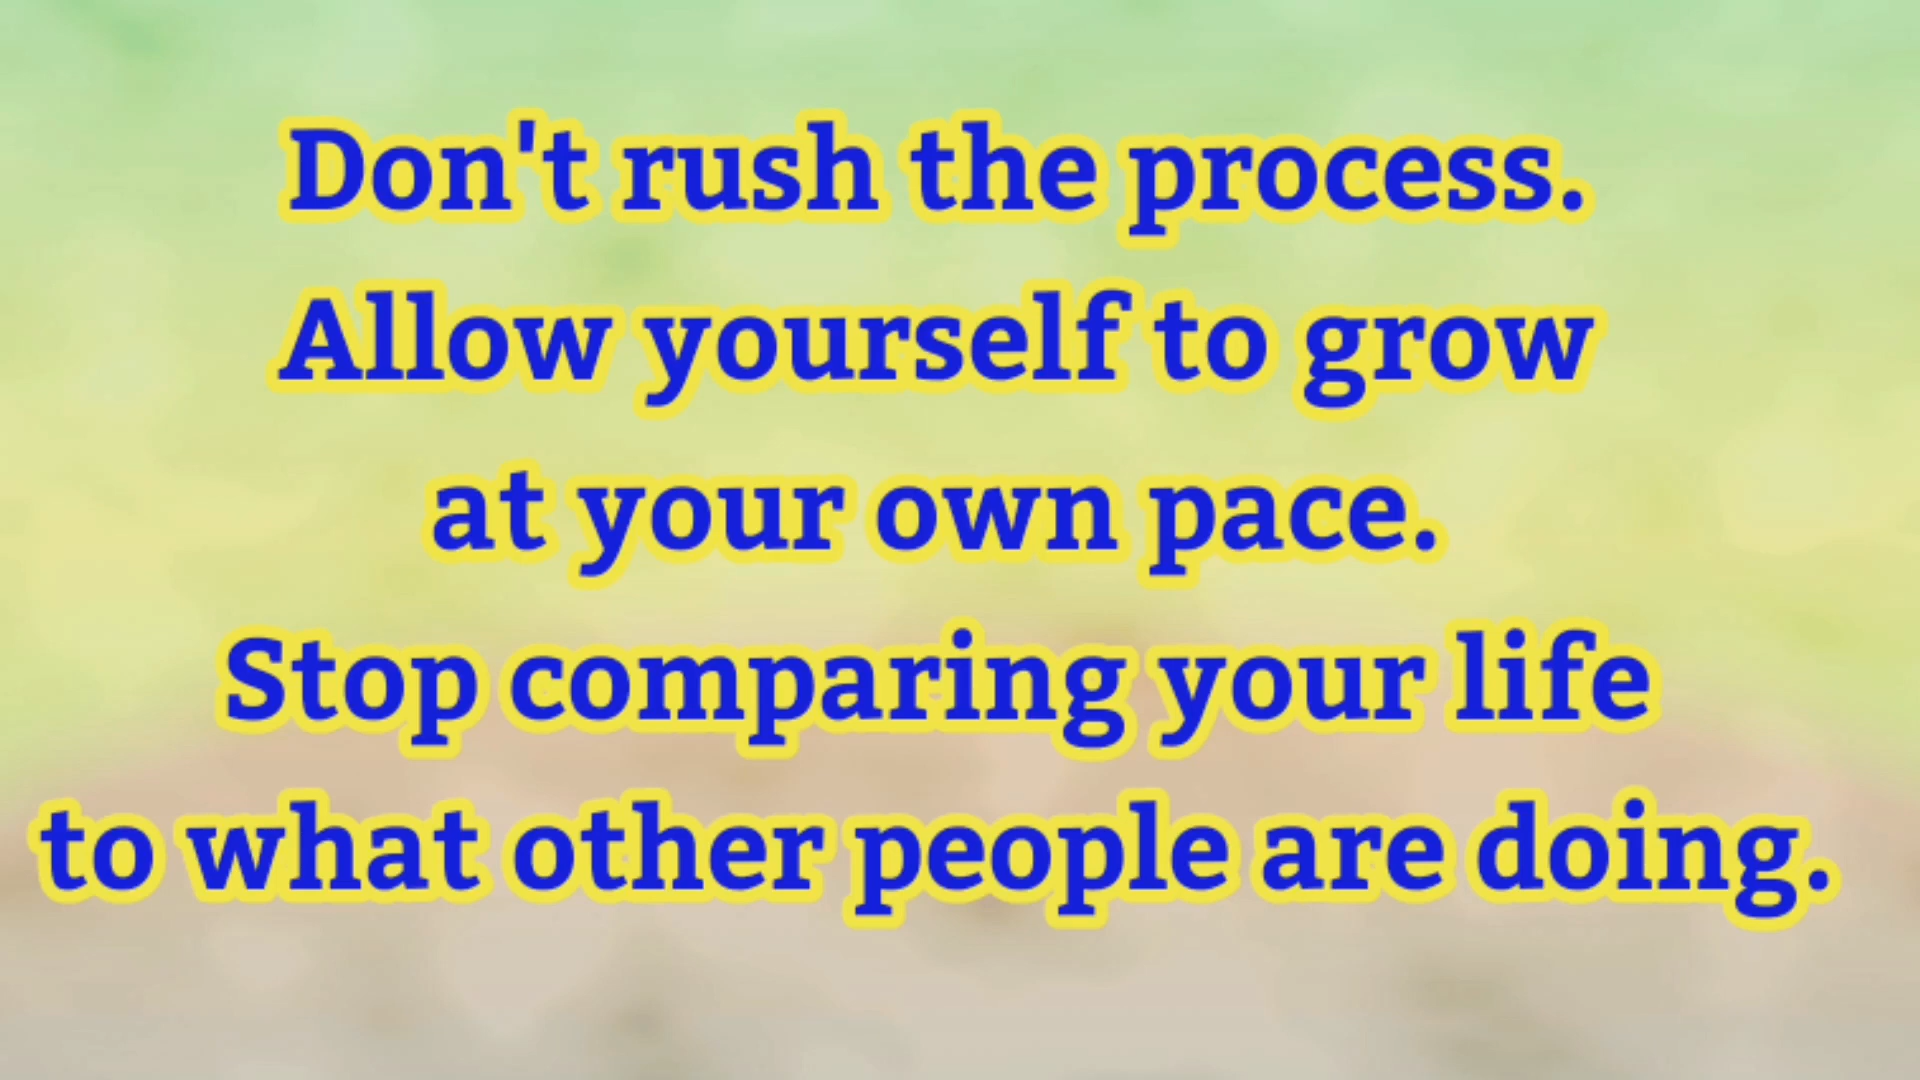 Don't rush the process.
Allow yourself to grow
at your own pace.
Stop comparing your life
to what other people are doing.